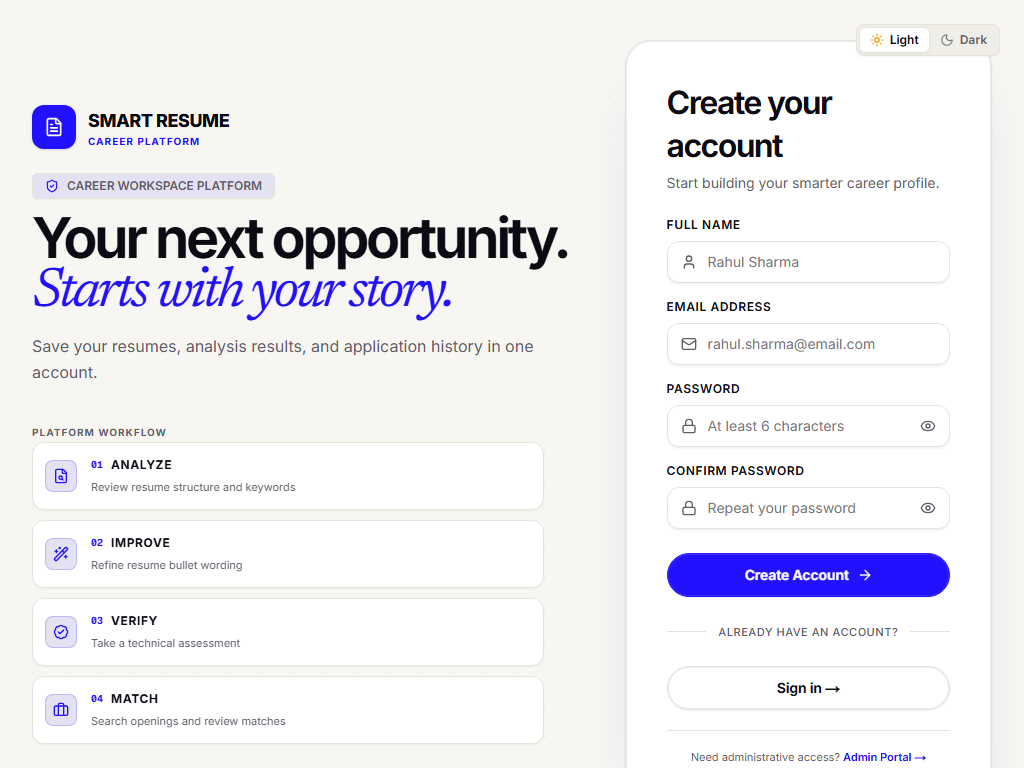 Light
Dark
SMART RESUME
CAREER PLATFORM
CAREER WORKSPACE PLATFORM
Your next opportunity.
Starts with your story.
Save your resumes, analysis results, and application history in one
account.
PLATFORM WORKFLOW
01 ANALYZE
Review resume structure and keywords
02 IMPROVE
Refine resume bullet wording
03 VERIFY
Take a technical assessment
04 MATCH
Search openings and review matches
Create your
account
Start building your smarter career profile.
FULL NAME
Rahul Sharma
EMAIL ADDRESS
rahul.sharma@email.com
PASSWORD
At least 6 characters
CONFIRM PASSWORD
Repeat your password
Create Account →
ALREADY HAVE AN ACCOUNT?
Sign in →
Need administrative access? Admin Portal →